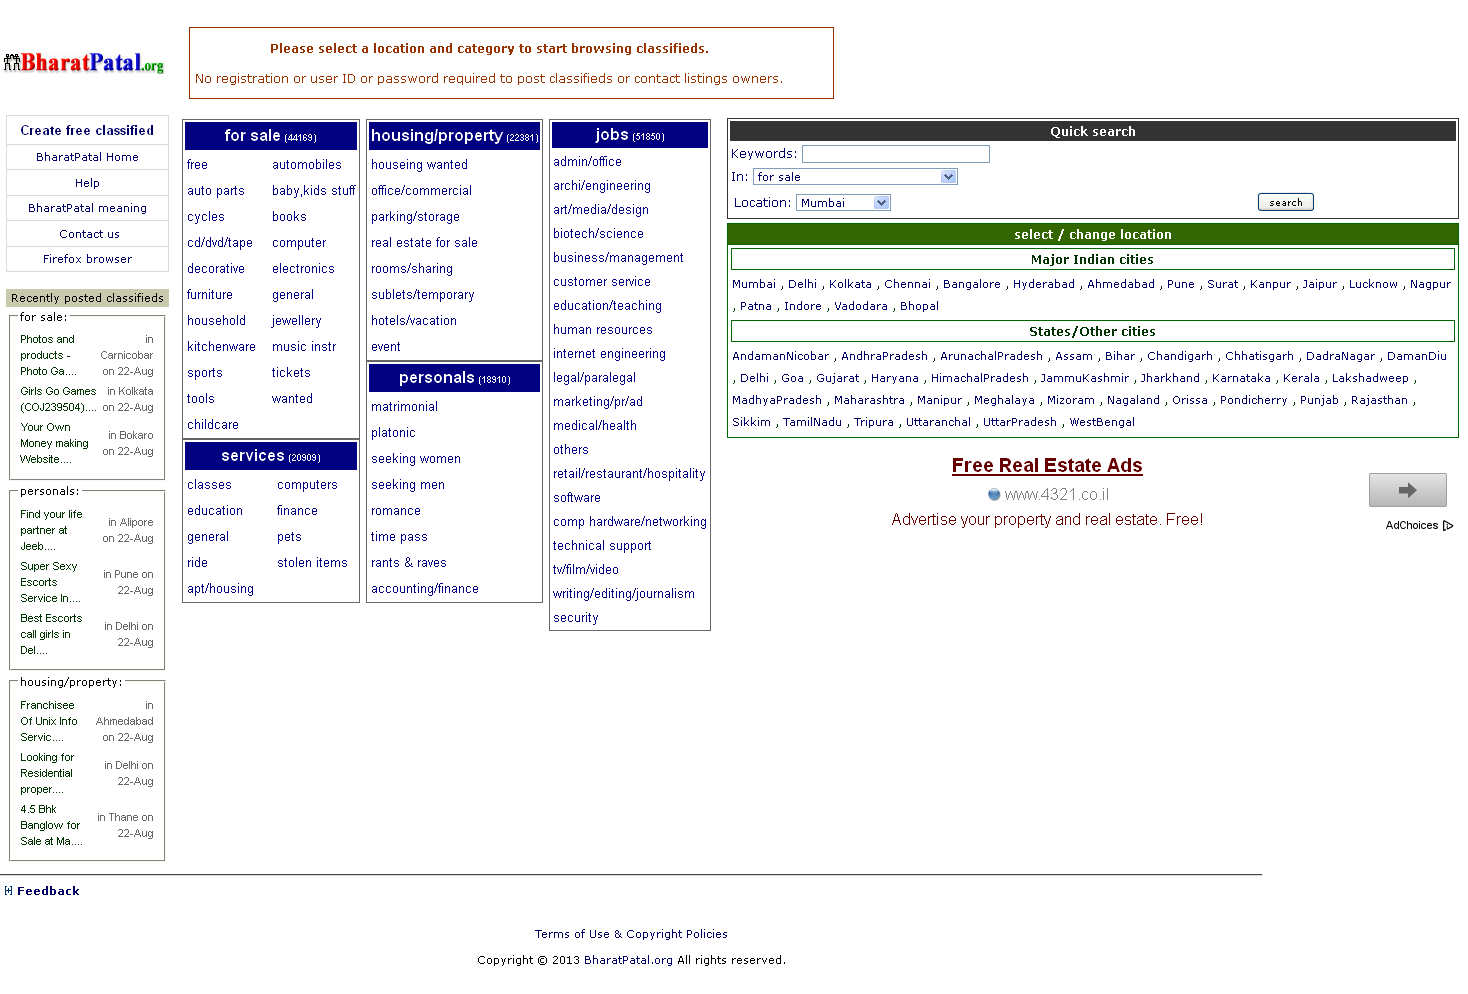 BharatPatal.org
Please select a location and category to start browsing classifieds.
No registration or user ID or password required to post classifieds or contact listings owners.
Create free classified
BharatPatal Home
Help
BharatPatal meaning
Contact us
Firefox browser
Recently posted classifieds
for sale:
Photos and products - Photo Ga.... in Carnicobar on 22-Aug
Girls Go Games (COJ239504).... in Kolkata on 22-Aug
Your Own Money making Website.... in Bokaro on 22-Aug
personals:
Find your life partner at Jeeb.... in Alipore on 22-Aug
Super Sexy Escorts Service In.... in Pune on 22-Aug
Best Escorts call girls in Del.... in Delhi on 22-Aug
housing/property:
Franchisee Of Unix Info Servic.... in Ahmedabad on 22-Aug
Looking for Residential proper.... in Delhi on 22-Aug
4.5 Bhk Banglow for Sale at Ma.... in Thane on 22-Aug
for sale (44169)
free automobiles
auto parts baby,kids stuff
cycles books
cd/dvd/tape computer
decorative electronics
furniture general
household jewellery
kitchenware music instr
sports tickets
tools wanted
childcare
services (20909)
classes computers
education finance
general pets
ride stolen items
apt/housing
housing/property (22381)
houseing wanted
office/commercial
parking/storage
real estate for sale
rooms/sharing
sublets/temporary
hotels/vacation
event
personals (18910)
matrimonial
platonic
seeking women
seeking men
romance
time pass
rants & raves
accounting/finance
jobs (51850)
admin/office
archi/engineering
art/media/design
biotech/science
business/management
customer service
education/teaching
human resources
internet engineering
legal/paralegal
marketing/pr/ad
medical/health
others
retail/restaurant/hospitality
software
comp hardware/networking
technical support
tv/film/video
writing/editing/journalism
security
Quick search
Keywords:
In: for sale
Location: Mumbai search
select / change location
Major Indian cities
Mumbai , Delhi , Kolkata , Chennai , Bangalore , Hyderabad , Ahmedabad , Pune , Surat , Kanpur , Jaipur , Lucknow , Nagpur
, Patna , Indore , Vadodara , Bhopal
States/Other cities
AndamanNicobar , AndhraPradesh , ArunachalPradesh , Assam , Bihar , Chandigarh , Chhatisgarh , DadraNagar , DamanDiu
, Delhi , Goa , Gujarat , Haryana , HimachalPradesh , JammuKashmir , Jharkhand , Karnataka , Kerala , Lakshadweep ,
MadhyaPradesh , Maharashtra , Manipur , Meghalaya , Mizoram , Nagaland , Orissa , Pondicherry , Punjab , Rajasthan ,
Sikkim , TamilNadu , Tripura , Uttaranchal , UttarPradesh , WestBengal
Free Real Estate Ads
www.4321.co.il
Advertise your property and real estate. Free!
AdChoices
Feedback
Terms of Use & Copyright Policies
Copyright © 2013 BharatPatal.org All rights reserved.